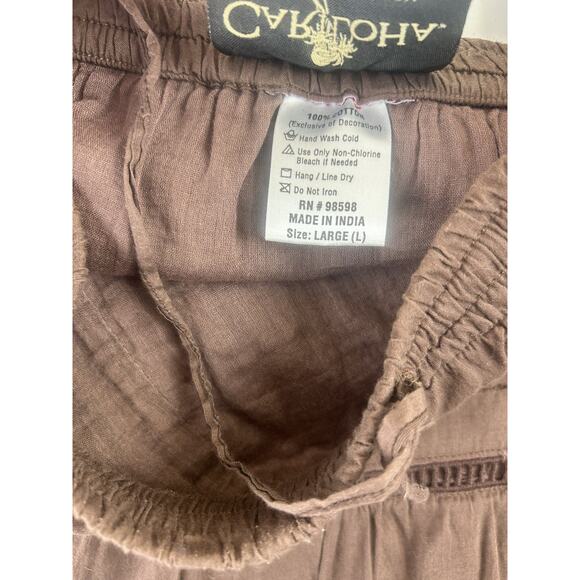 CARILOHA™
100% COTTON
(Exclusive of Decoration)
Hand Wash Cold
Use Only Non-Chlorine
Bleach if Needed
Hang / Line Dry
Do Not Iron
RN # 98598
MADE IN INDIA
Size: LARGE (L)